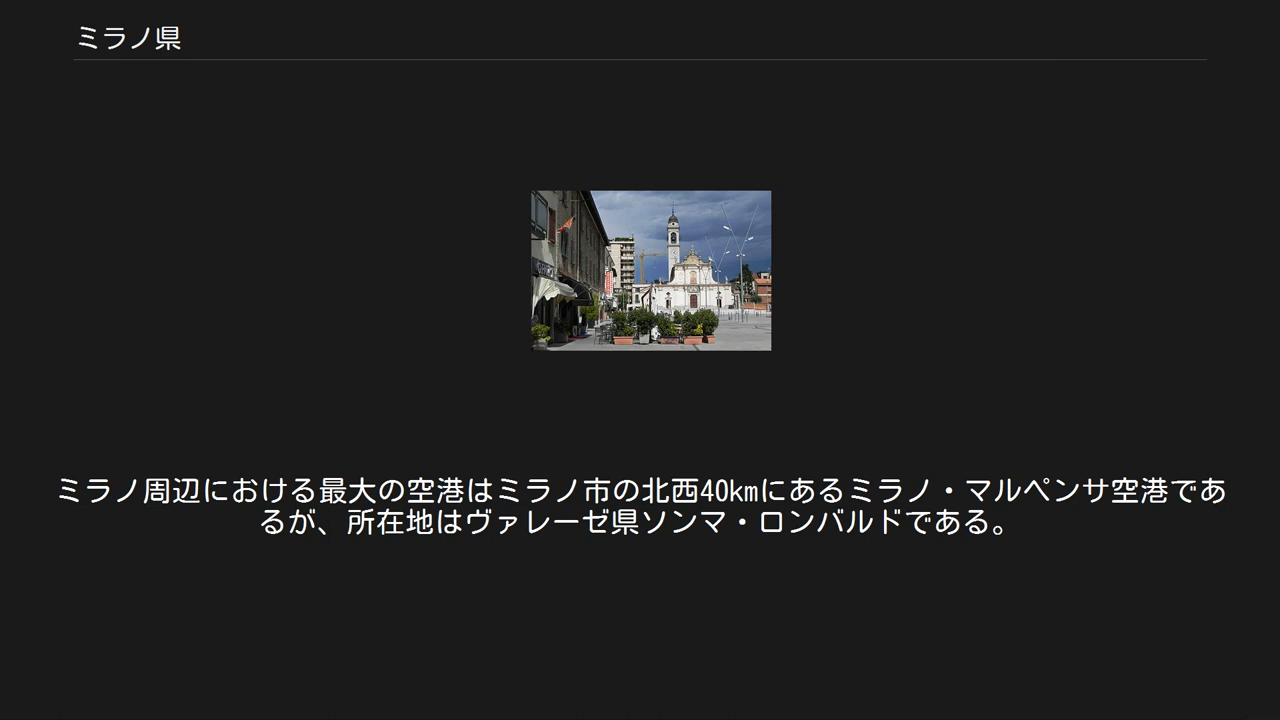 ミラノ県
ミラノ周辺における最大の空港はミラノ市の北西40kmにあるミラノ・マルペンサ空港であ
るが、所在地はヴァレーゼ県ソンマ・ロンバルドである。